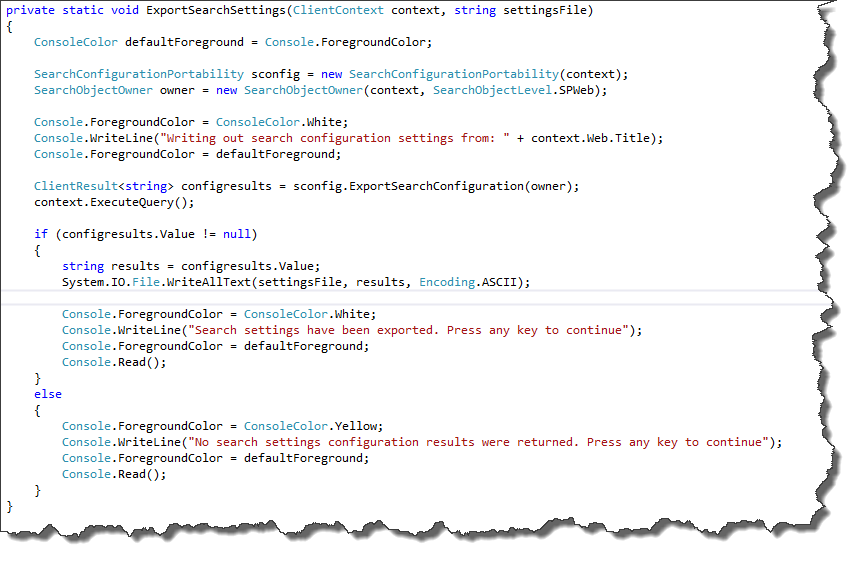 private static void ExportSearchSettings(ClientContext context, string settingsFile)
{
    ConsoleColor defaultForeground = Console.ForegroundColor;

    SearchConfigurationPortability sconfig = new SearchConfigurationPortability(context);
    SearchObjectOwner owner = new SearchObjectOwner(context, SearchObjectLevel.SPWeb);

    Console.ForegroundColor = ConsoleColor.White;
    Console.WriteLine("Writing out search configuration settings from: " + context.Web.Title);
    Console.ForegroundColor = defaultForeground;

    ClientResult<string> configresults = sconfig.ExportSearchConfiguration(owner);
    context.ExecuteQuery();

    if (configresults.Value != null)
    {
        string results = configresults.Value;
        System.IO.File.WriteAllText(settingsFile, results, Encoding.ASCII);

        Console.ForegroundColor = ConsoleColor.White;
        Console.WriteLine("Search settings have been exported. Press any key to continue");
        Console.ForegroundColor = defaultForeground;
        Console.Read();
    }
    else
    {
        Console.ForegroundColor = ConsoleColor.Yellow;
        Console.WriteLine("No search settings configuration results were returned. Press any key to continue");
        Console.ForegroundColor = defaultForeground;
        Console.Read();
    }
}